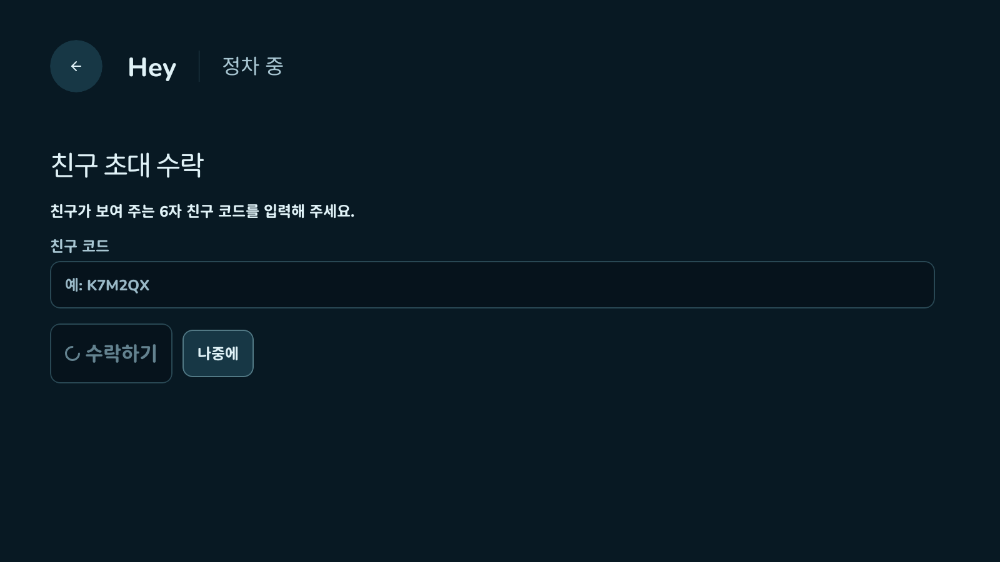 Hey
정차 중
친구 초대 수락
친구가 보여 주는 6자 친구 코드를 입력해 주세요.
친구 코드
예: K7M2QX
수락하기
나중에